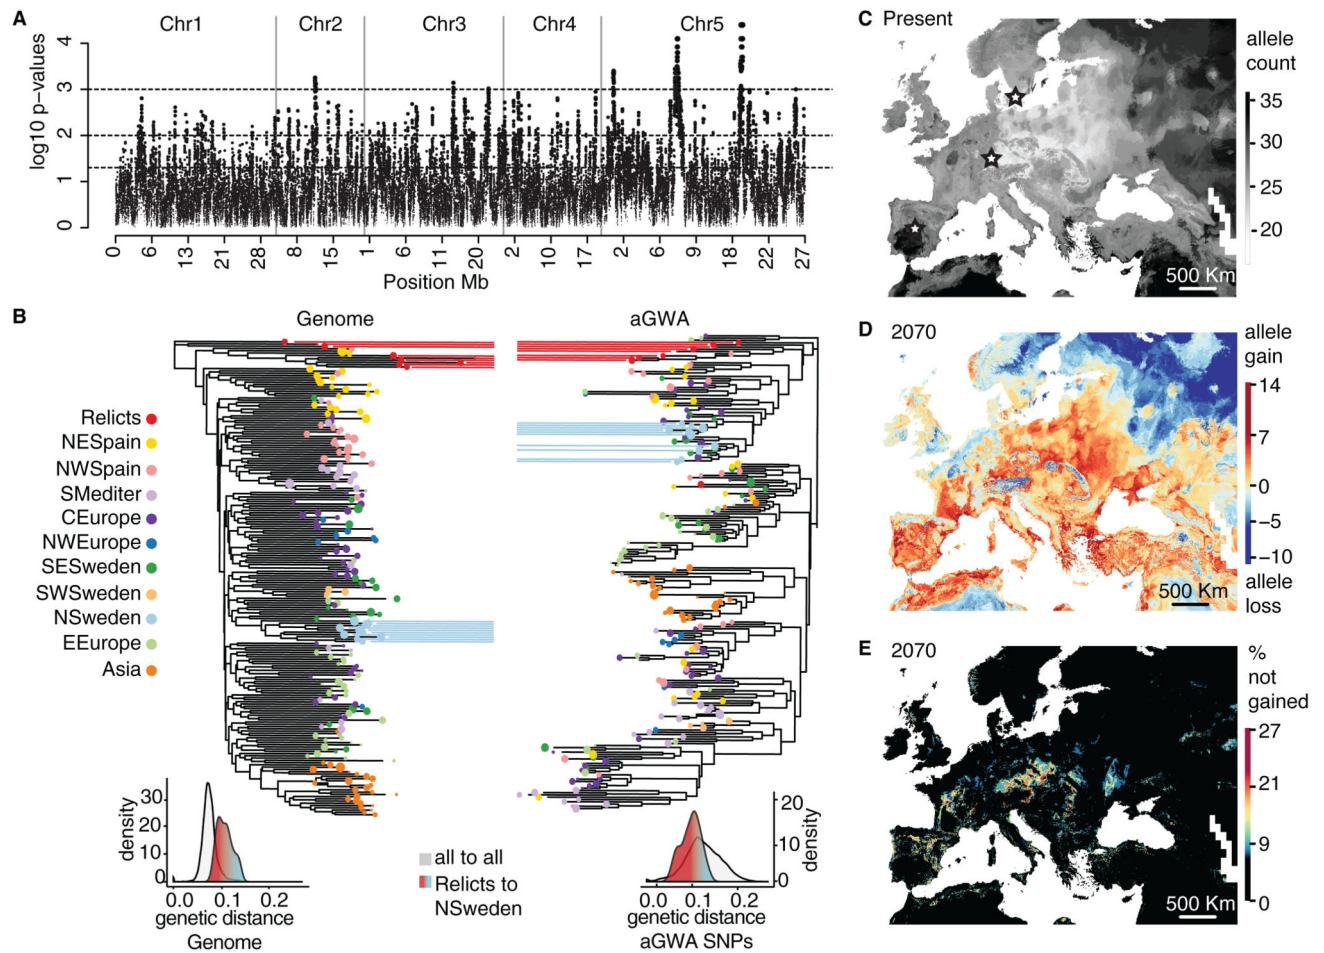 A
Chr1 Chr2 Chr3 Chr4 Chr5
log10 p−values
4
3
2
1
0
0 6 13 21 28 8 15 1 6 11 20 2 10 17 2 6 9 18 22 27
Position Mb
B
Genome
aGWA
Relicts
NESpain
NWSpain
SMediter
CEurope
NWEurope
SESweden
SWSweden
NSweden
EEurope
Asia
density
30
20
10
0
0.0 0.1 0.2
genetic distance
Genome
all to all
Relicts to
NSweden
20
10
0
density
0.0 0.1 0.2
genetic distance
aGWA SNPs
C Present
allele
count
35
30
25
20
500 Km
D 2070
allele
gain
14
7
0
−5
−10
allele
loss
500 Km
E 2070
%
not
gained
27
21
9
0
500 Km